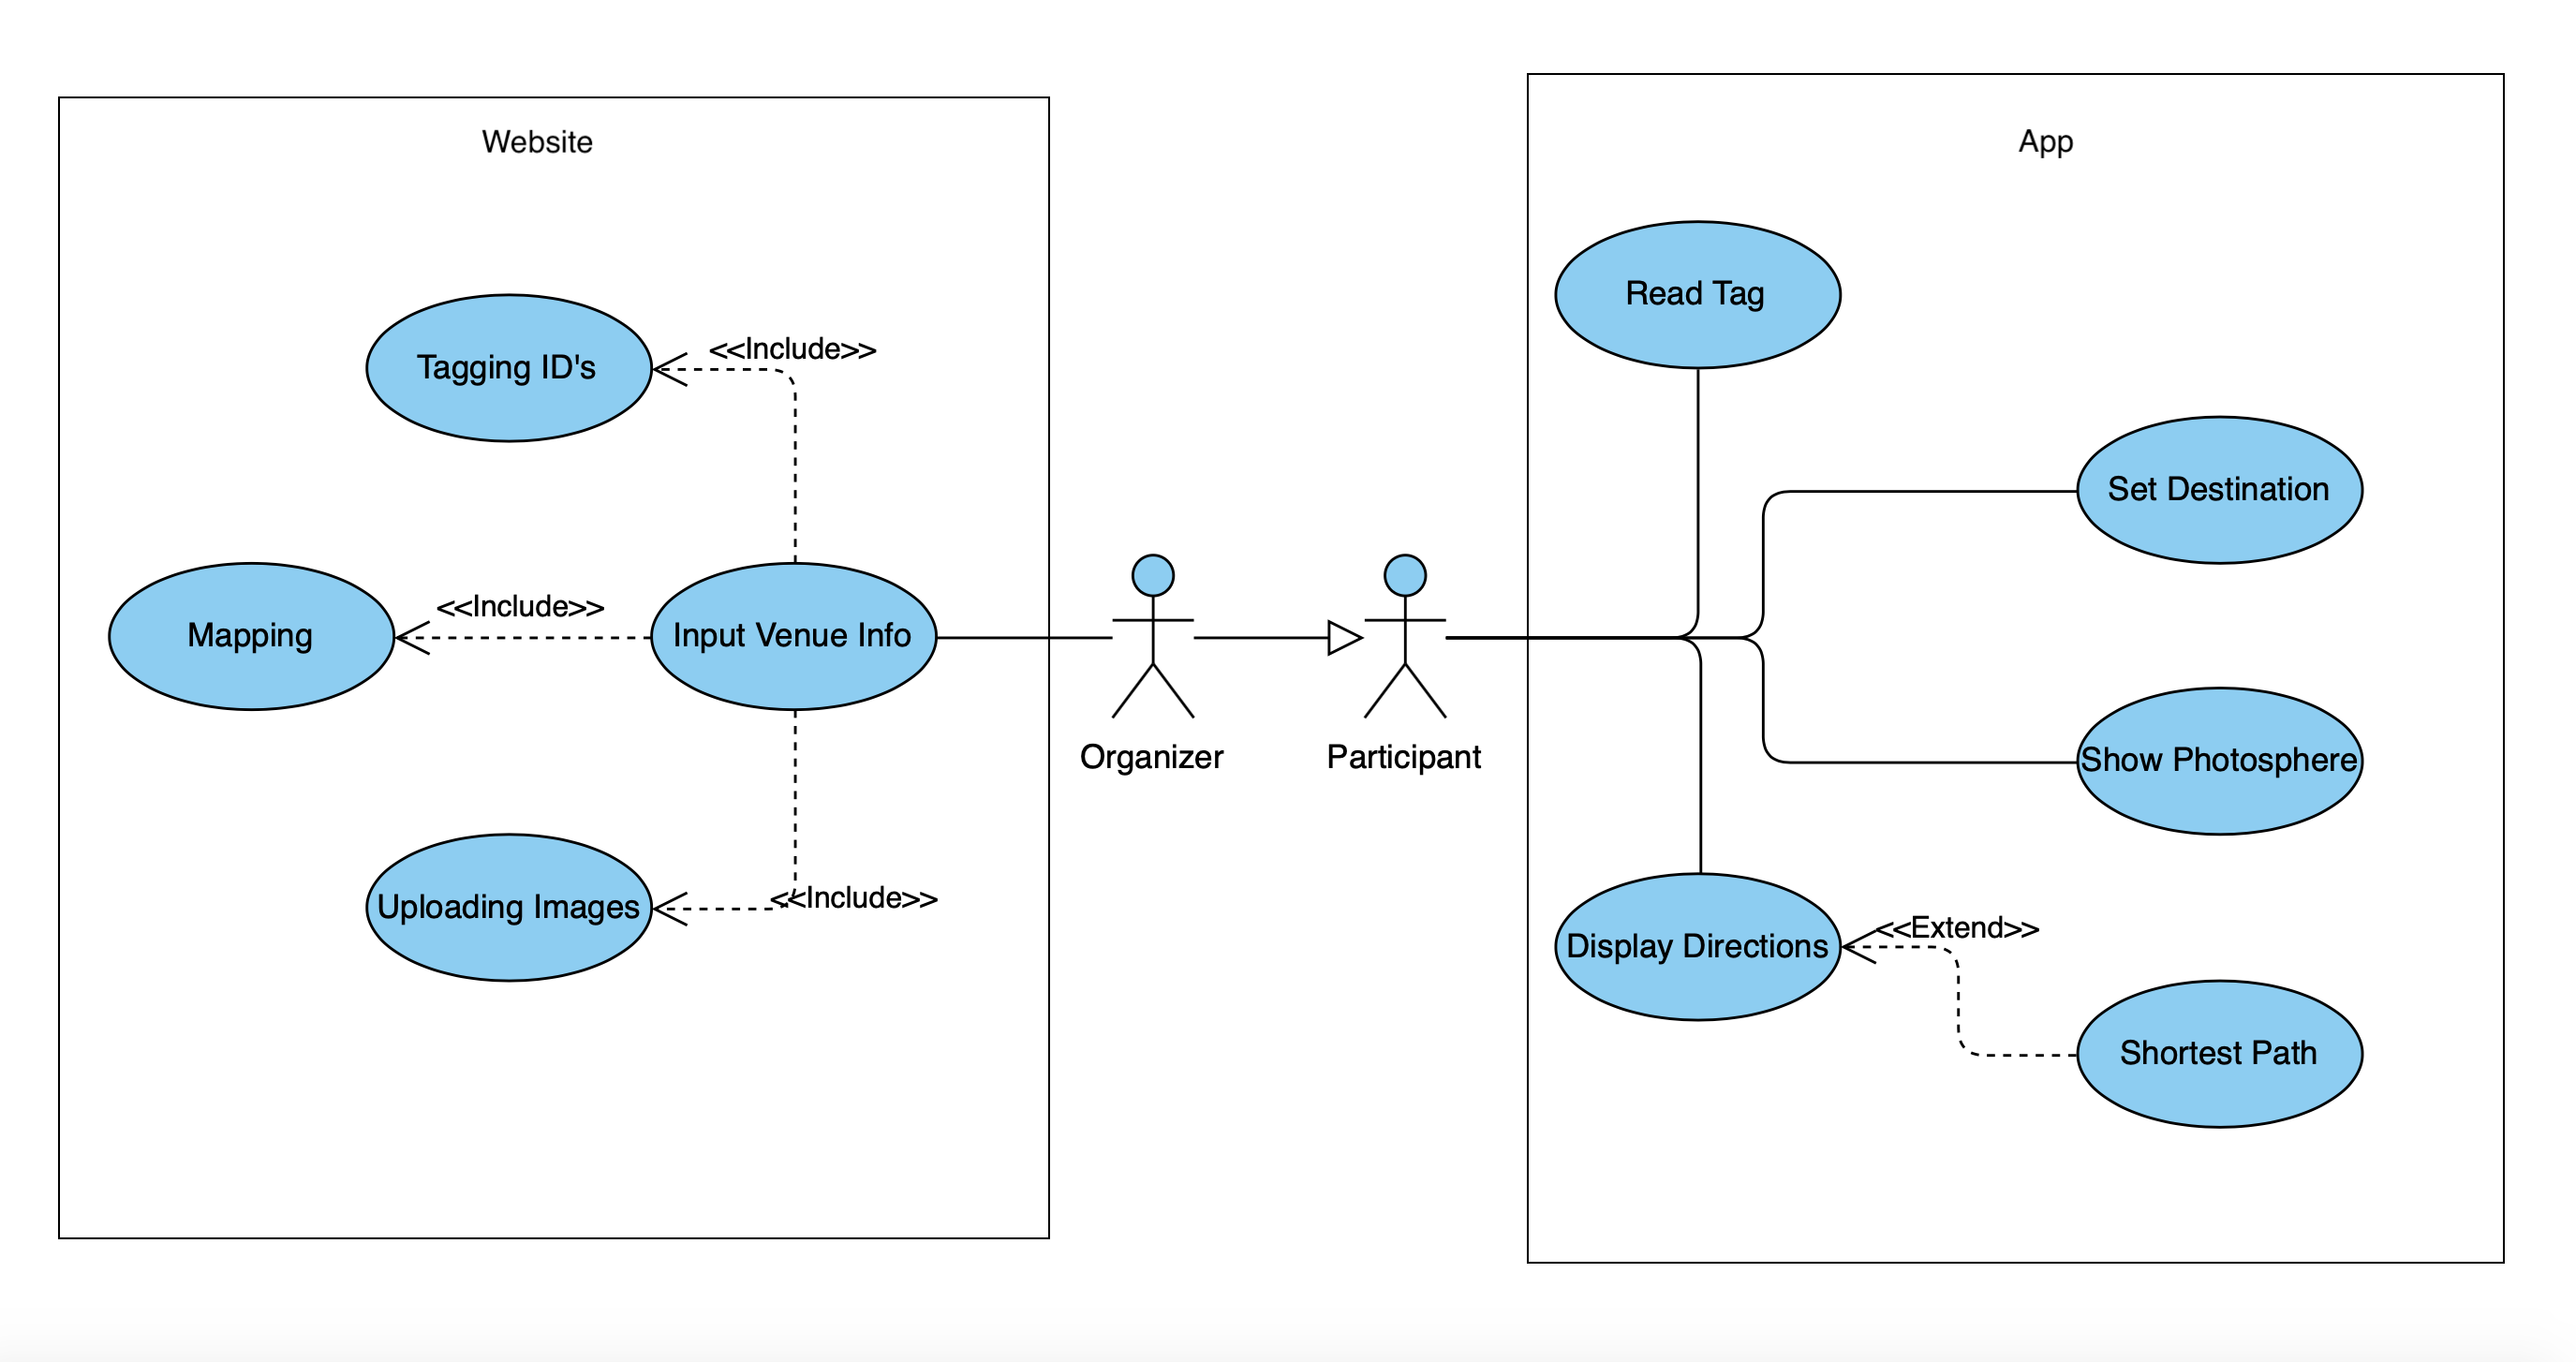 Website
Tagging ID's
<<Include>>
Mapping
<<Include>>
Input Venue Info
Uploading Images
<<Include>>
Organizer
Participant
App
Read Tag
Set Destination
Show Photosphere
Display Directions
<<Extend>>
Shortest Path